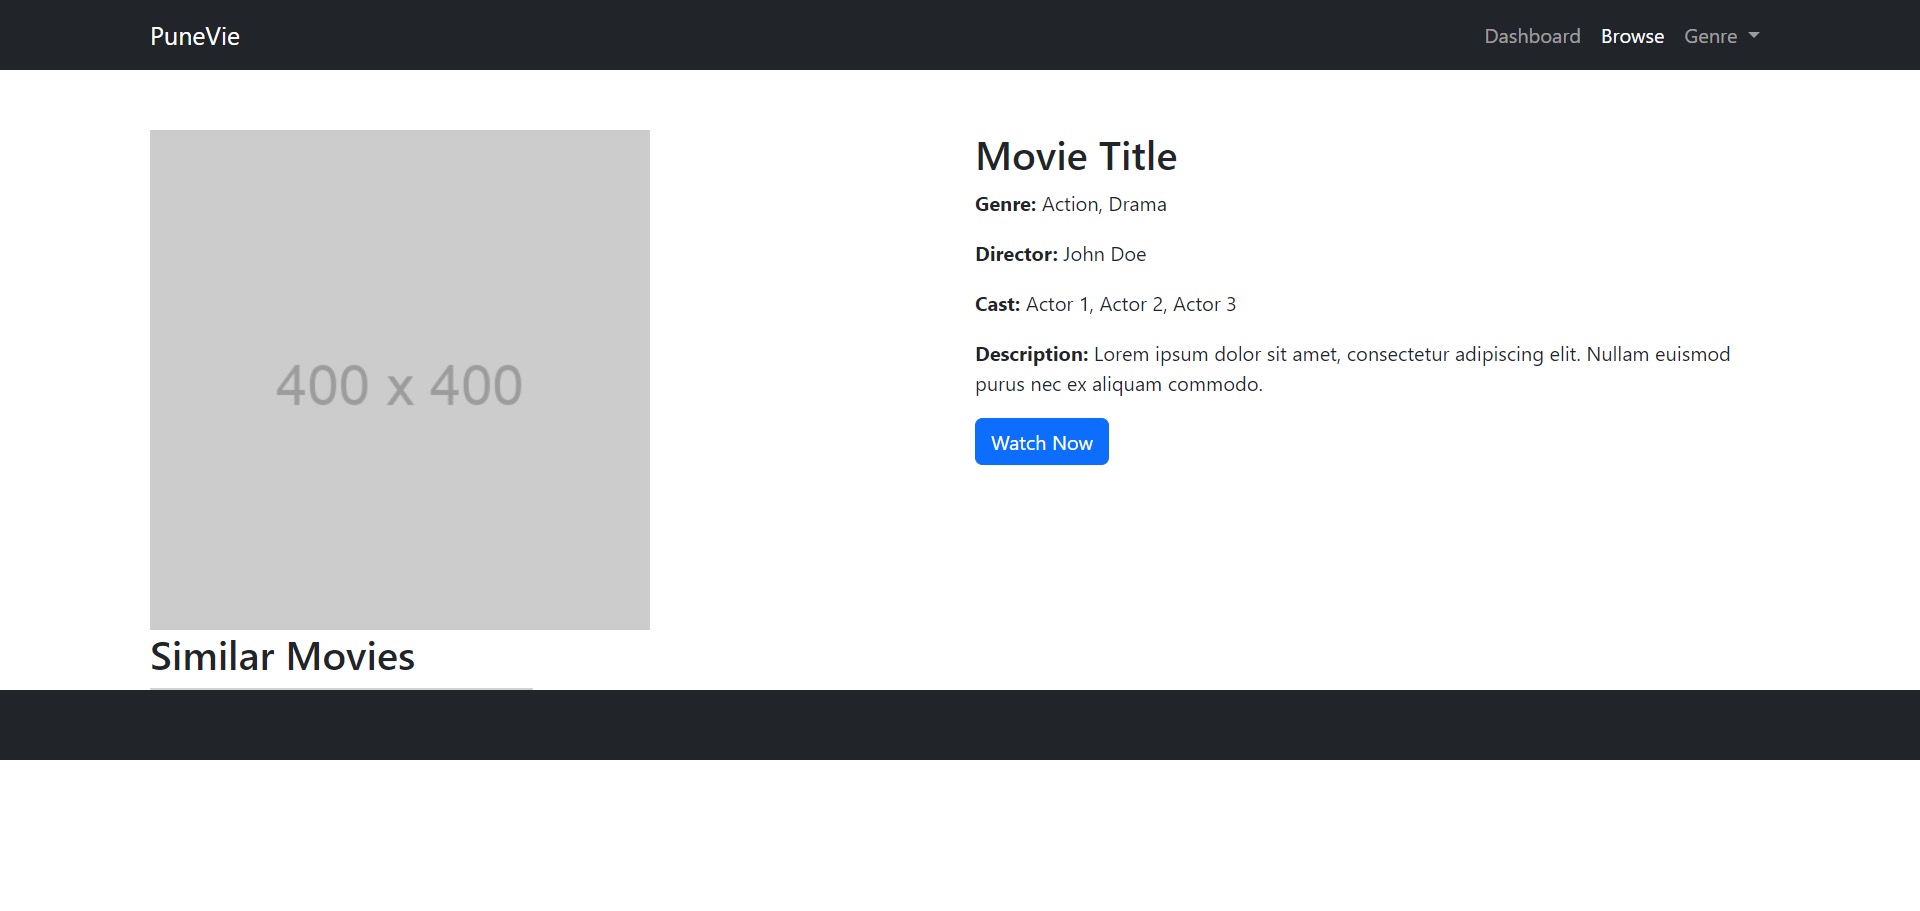 PuneVie
Dashboard Browse Genre
400 x 400
Movie Title
Genre: Action, Drama
Director: John Doe
Cast: Actor 1, Actor 2, Actor 3
Description: Lorem ipsum dolor sit amet, consectetur adipiscing elit. Nullam euismod
purus nec ex aliquam commodo.
Watch Now
Similar Movies